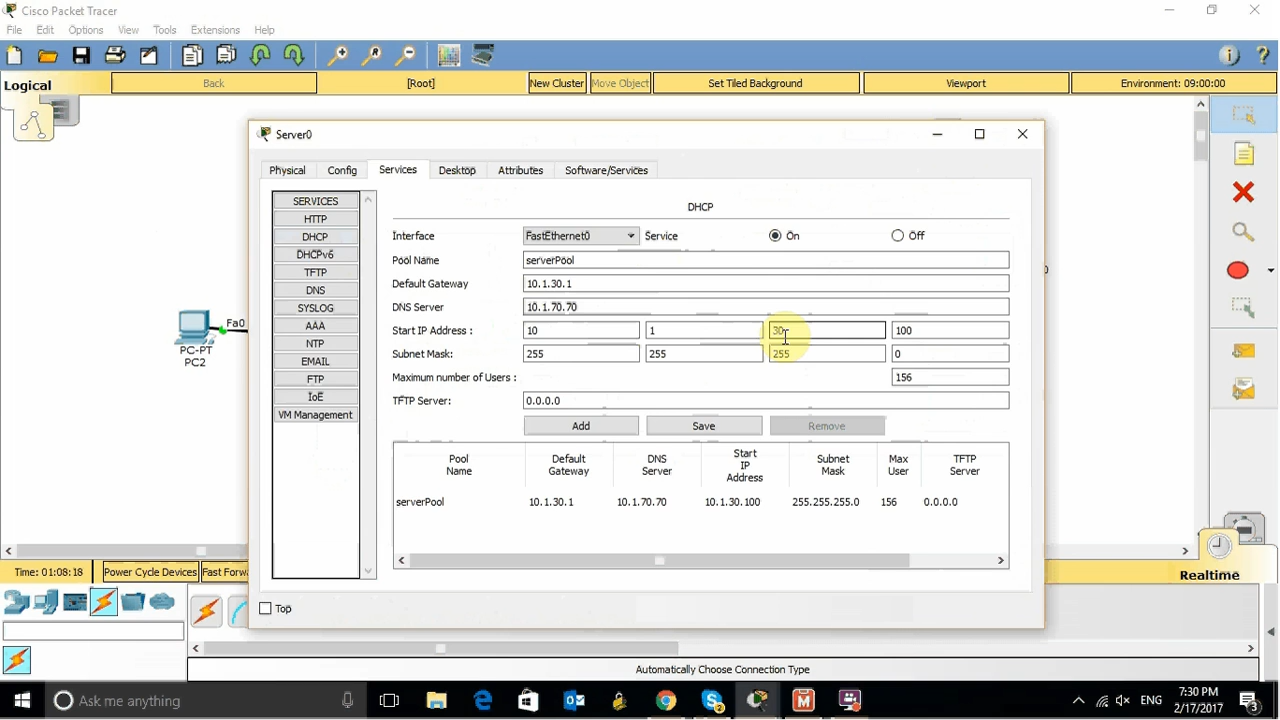 Cisco Packet Tracer
File Edit Options View Tools Extensions Help
Logical Back [Root] New Cluster Move Object Set Tiled Background Viewport Environment: 09:00:00
Server0
Physical Config Services Desktop Attributes Software/Services
SERVICES
HTTP
DHCP
DHCPv6
TFTP
DNS
SYSLOG
AAA
NTP
EMAIL
FTP
IoE
VM Management
DHCP
Interface FastEthernet0 Service On Off
Pool Name serverPool
Default Gateway 10.1.30.1
DNS Server 10.1.70.70
Start IP Address : 10 1 30 100
Subnet Mask: 255 255 255 0
Maximum number of Users : 156
TFTP Server: 0.0.0.0
Add Save Remove
Pool Name Default Gateway DNS Server Start IP Address Subnet Mask Max User TFTP Server
serverPool 10.1.30.1 10.1.70.70 10.1.30.100 255.255.255.0 156 0.0.0.0
Top
Fa0
PC-PT
PC2
Time: 01:08:18 Power Cycle Devices Fast Forw
Realtime
Automatically Choose Connection Type
Ask me anything
ENG 7:30 PM
2/17/2017
3
2